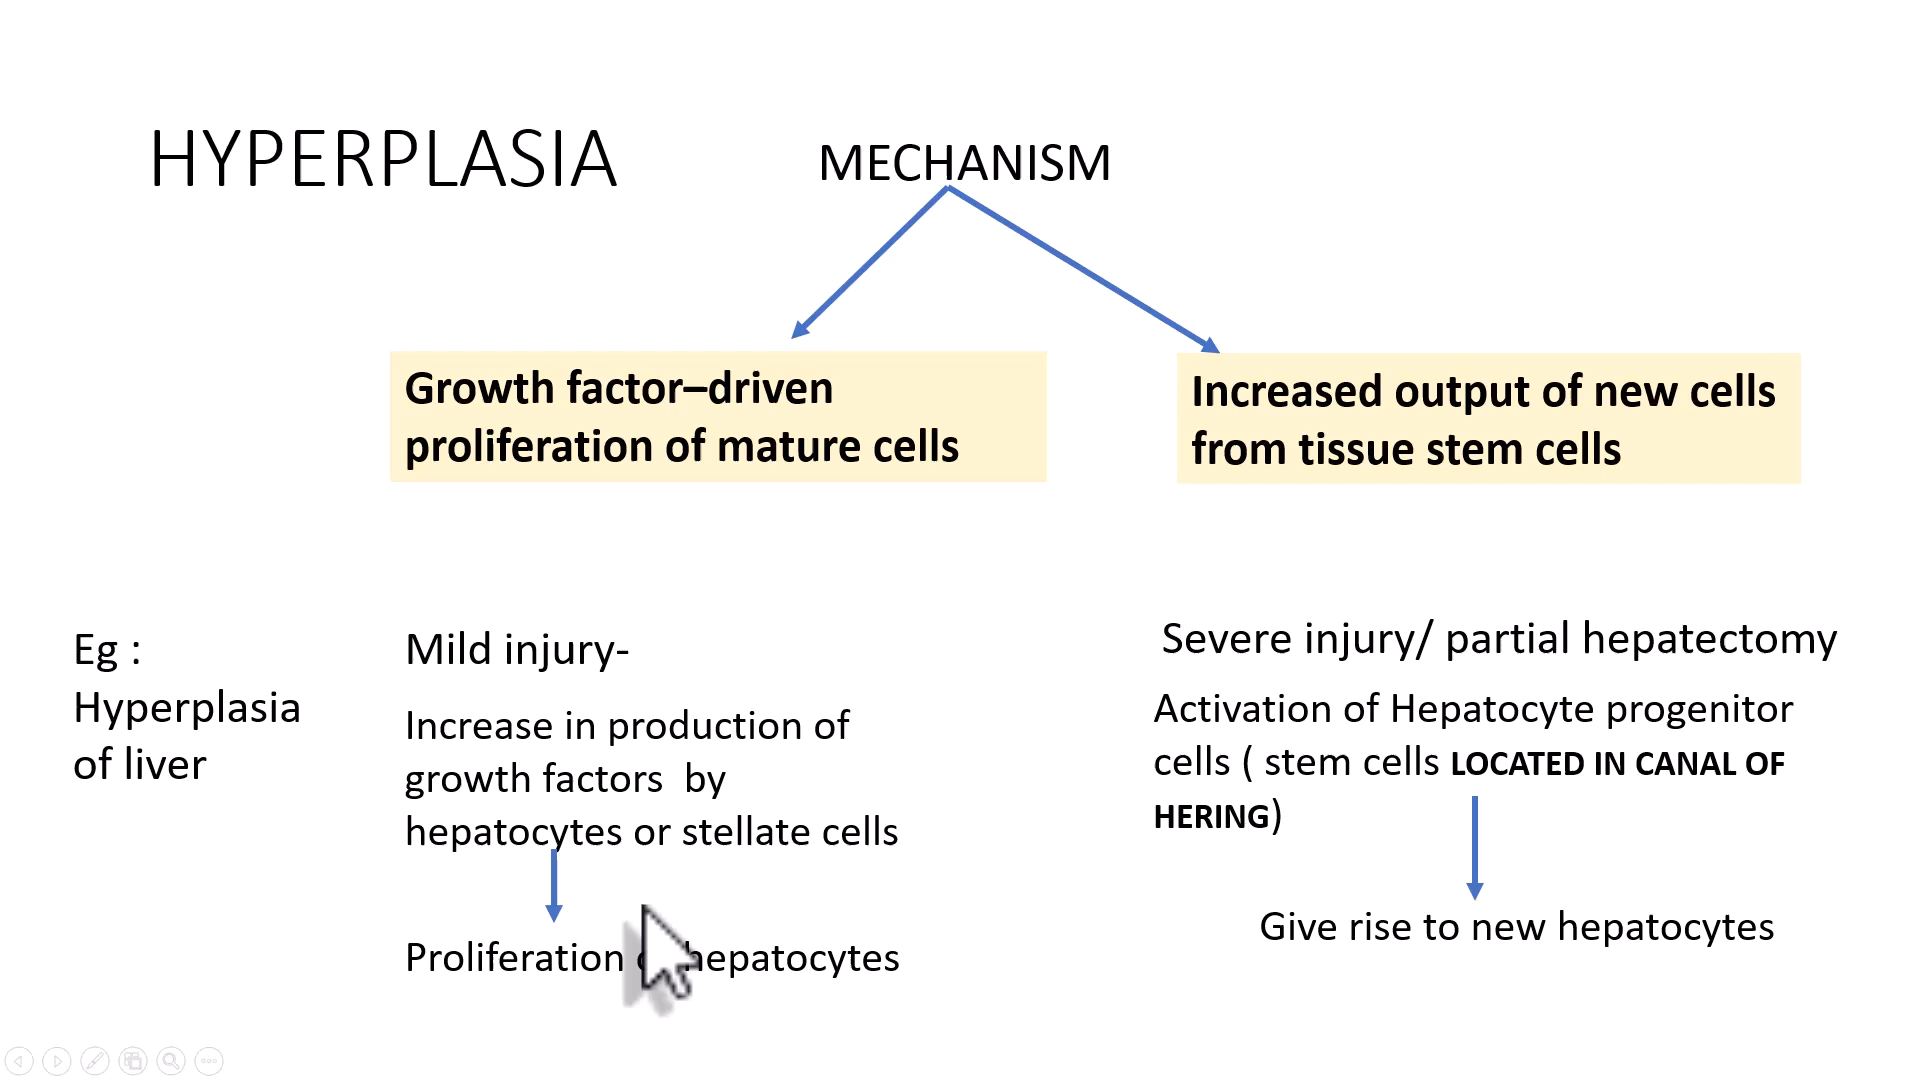 HYPERPLASIA
MECHANISM
Growth factor–driven
proliferation of mature cells
Increased output of new cells
from tissue stem cells
Eg :
Hyperplasia
of liver
Mild injury-
Increase in production of
growth factors by
hepatocytes or stellate cells
Proliferation hepatocytes
Severe injury/ partial hepatectomy
Activation of Hepatocyte progenitor
cells ( stem cells LOCATED IN CANAL OF
HERING)
Give rise to new hepatocytes